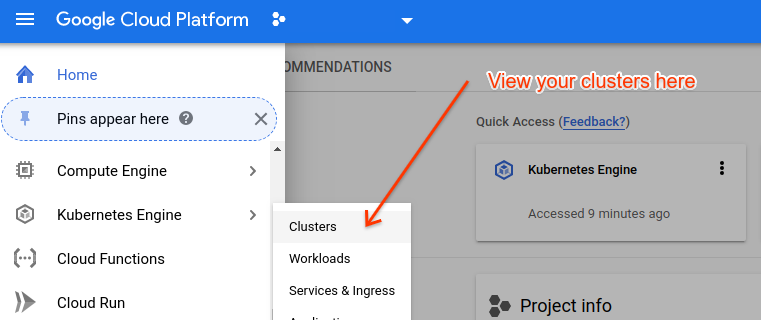 Google Cloud Platform
Home
OMMENDATIONS
View your clusters here
Pins appear here ?
Quick Access (Feedback?)
Compute Engine
Kubernetes Engine
Kubernetes Engine
Accessed 9 minutes ago
Clusters
Cloud Functions
Workloads
Services & Ingress
Cloud Run
Project info